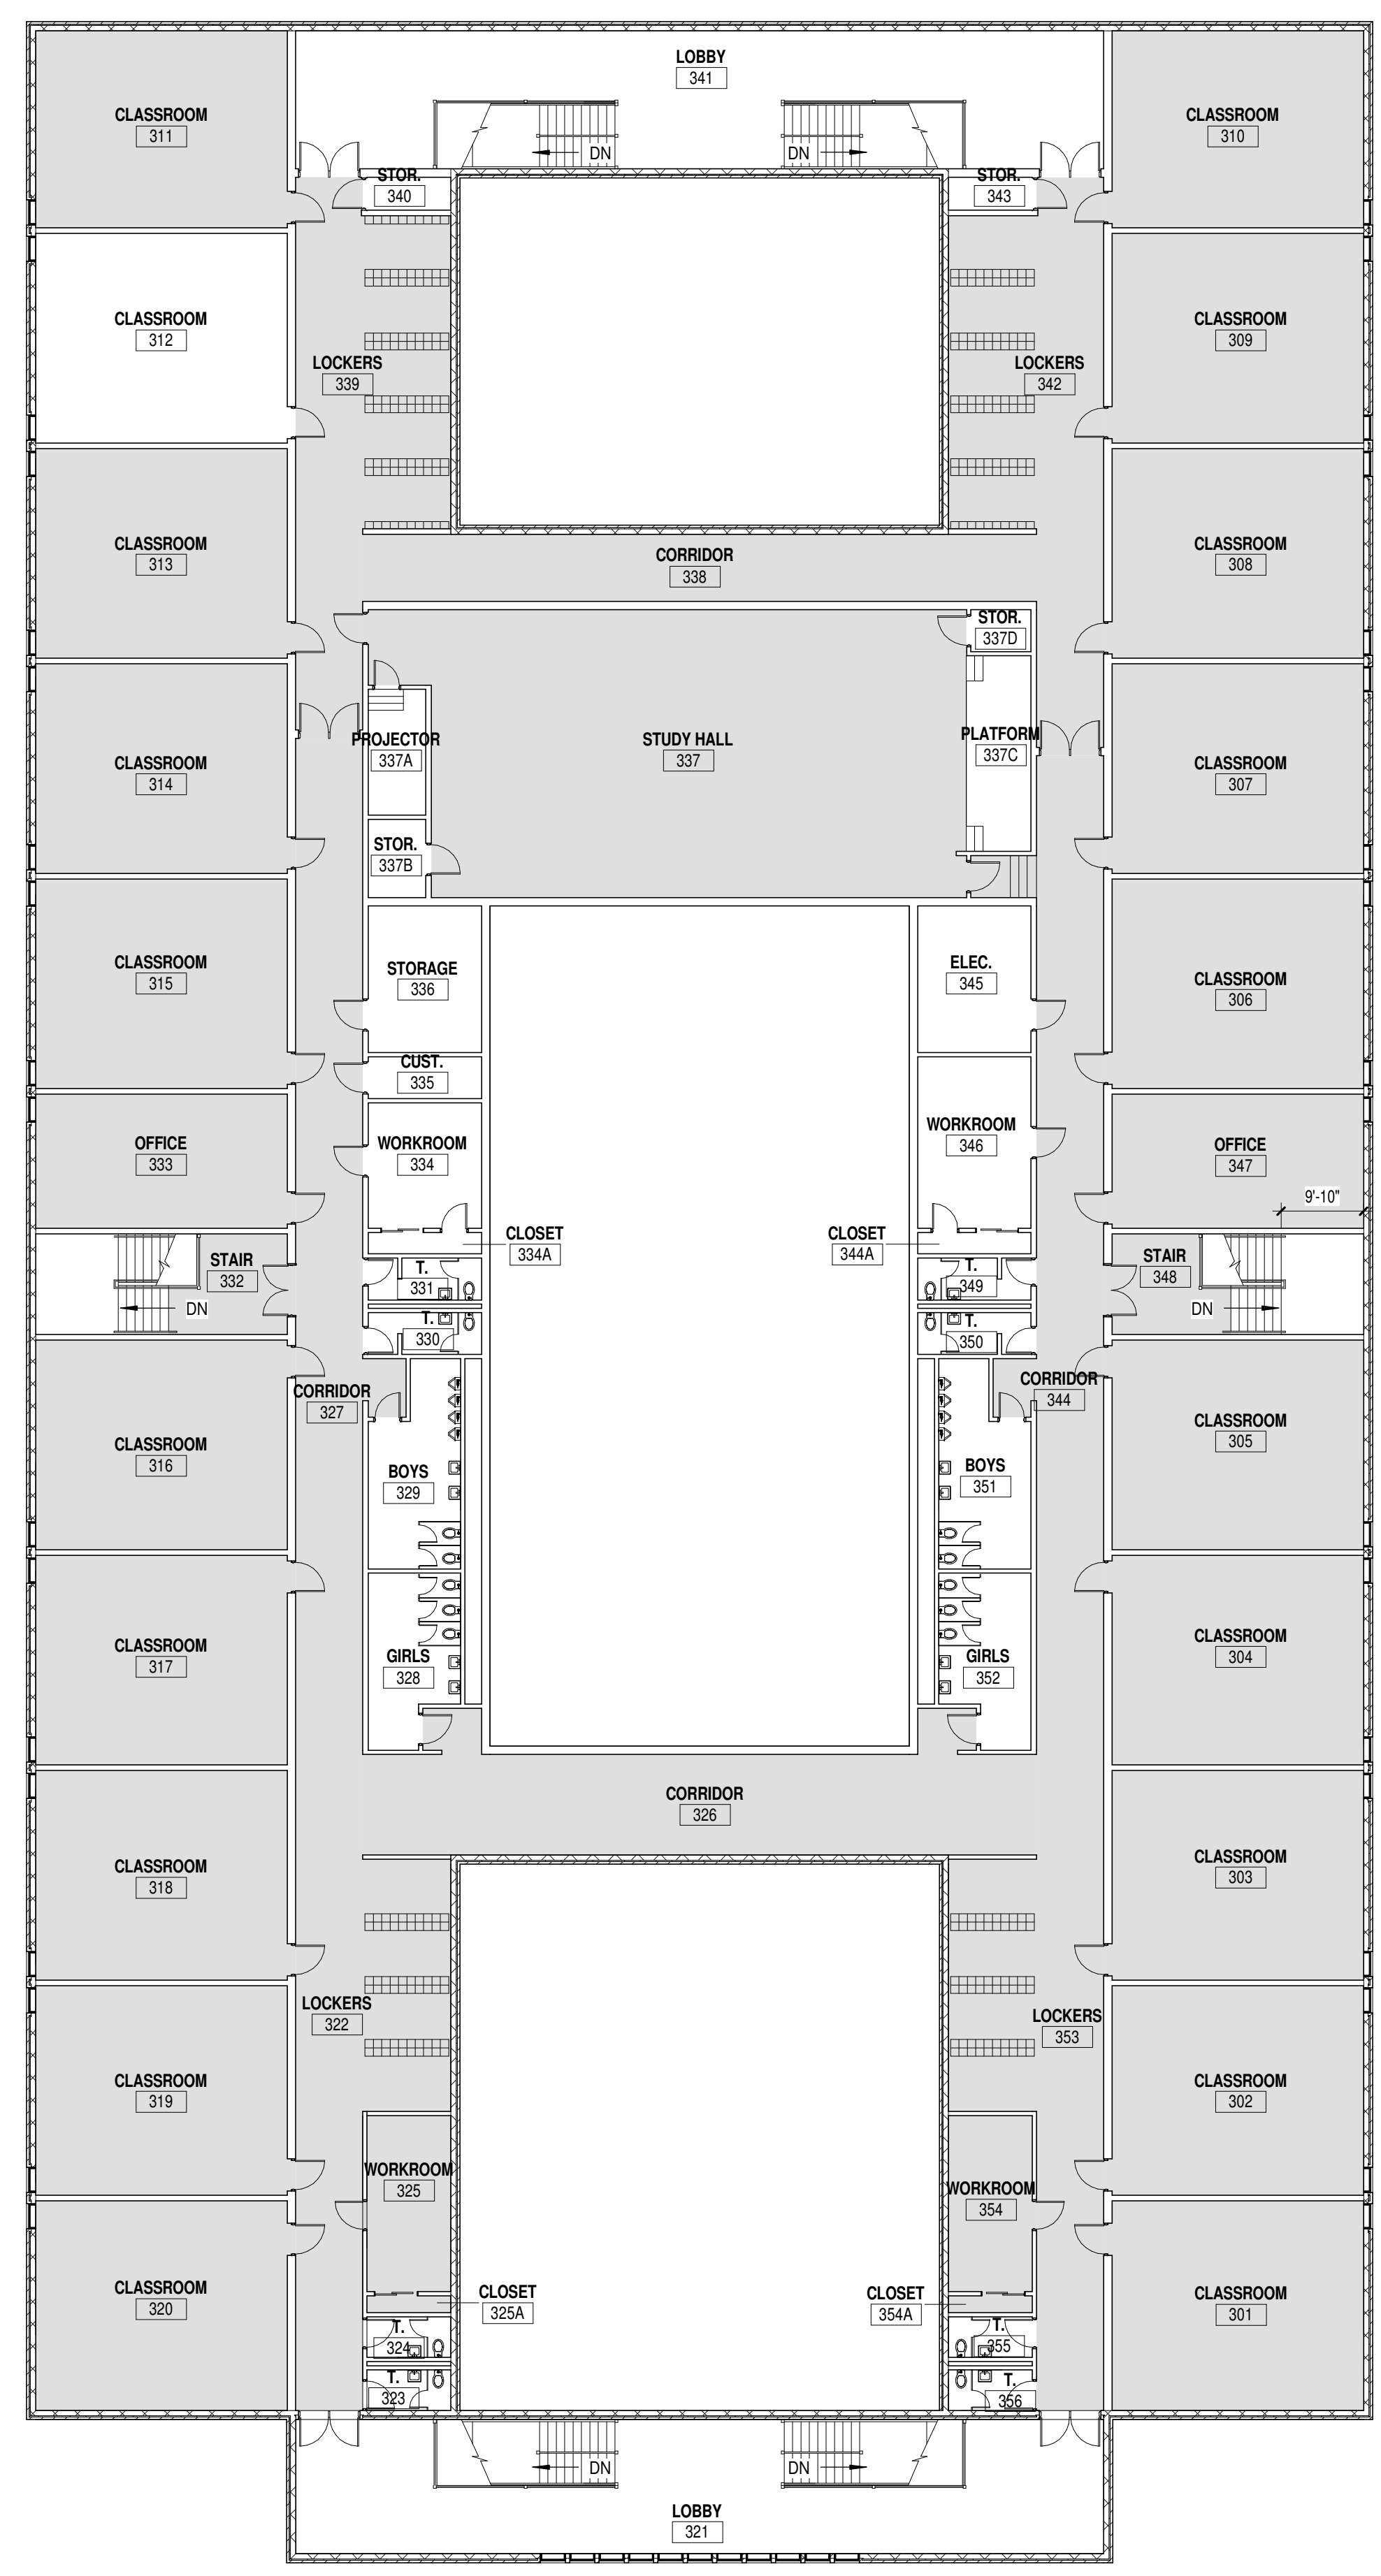 LOBBY
341
CLASSROOM
311
CLASSROOM
310
DN
DN
STOR.
340
STOR.
343
CLASSROOM
312
CLASSROOM
309
LOCKERS
339
LOCKERS
342
CLASSROOM
313
CORRIDOR
338
CLASSROOM
308
STOR.
337D
PROJECTOR
337A
STUDY HALL
337
PLATFORM
337C
CLASSROOM
314
CLASSROOM
307
STOR.
337B
CLASSROOM
315
STORAGE
336
ELEC.
345
CLASSROOM
306
CUST.
335
OFFICE
333
WORKROOM
334
WORKROOM
346
OFFICE
347
9'-10"
CLOSET
334A
CLOSET
344A
STAIR
332
T.
331
T.
349
STAIR
348
DN
DN
T.
330
T.
350
CORRIDOR
327
CORRIDOR
344
CLASSROOM
316
CLASSROOM
305
BOYS
329
BOYS
351
CLASSROOM
317
GIRLS
328
GIRLS
352
CLASSROOM
304
CORRIDOR
326
CLASSROOM
318
CLASSROOM
303
LOCKERS
322
LOCKERS
353
CLASSROOM
319
CLASSROOM
302
WORKROOM
325
WORKROOM
354
CLASSROOM
320
CLOSET
325A
CLOSET
354A
CLASSROOM
301
T.
324
T.
355
T.
323
T.
356
DN
DN
LOBBY
321